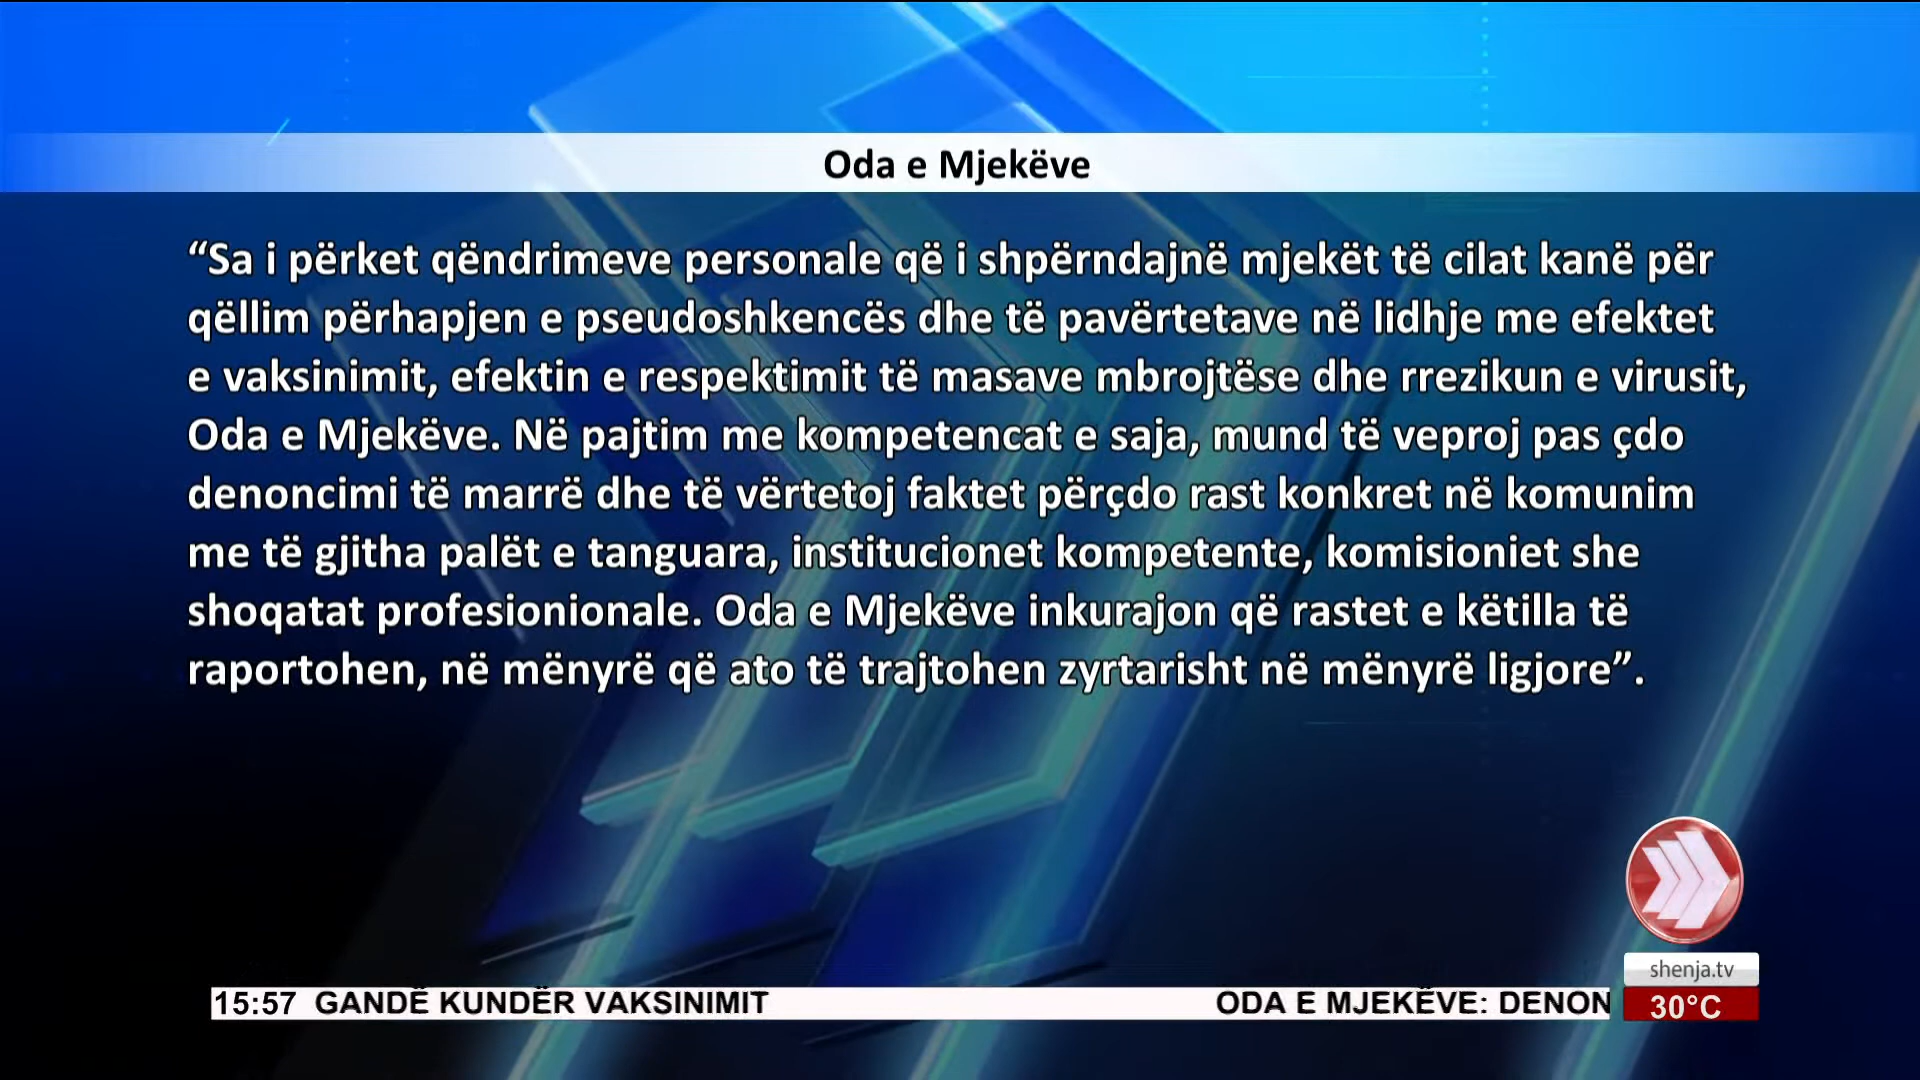 Oda e Mjekëve
“Sa i përket qëndrimeve personale që i shpërndajnë mjekët të cilat kanë për
qëllim përhapjen e pseudoshkencës dhe të pavërtetave në lidhje me efektet
e vaksinimit, efektin e respektimit të masave mbrojtëse dhe rrezikun e virusit,
Oda e Mjekëve. Në pajtim me kompetencat e saja, mund të veproj pas çdo
denoncimi të marrë dhe të vërtetoj faktet përçdo rast konkret në komunim
me të gjitha palët e tanguara, institucionet kompetente, komisioniet she
shoqatat profesionionale. Oda e Mjekëve inkurajon që rastet e këtilla të
raportohen, në mënyrë që ato të trajtohen zyrtarisht në mënyrë ligjore”.
shenja.tv
15:57 GANDË KUNDËR VAKSINIMIT ODA E MJEKËVE: DENON
30°C